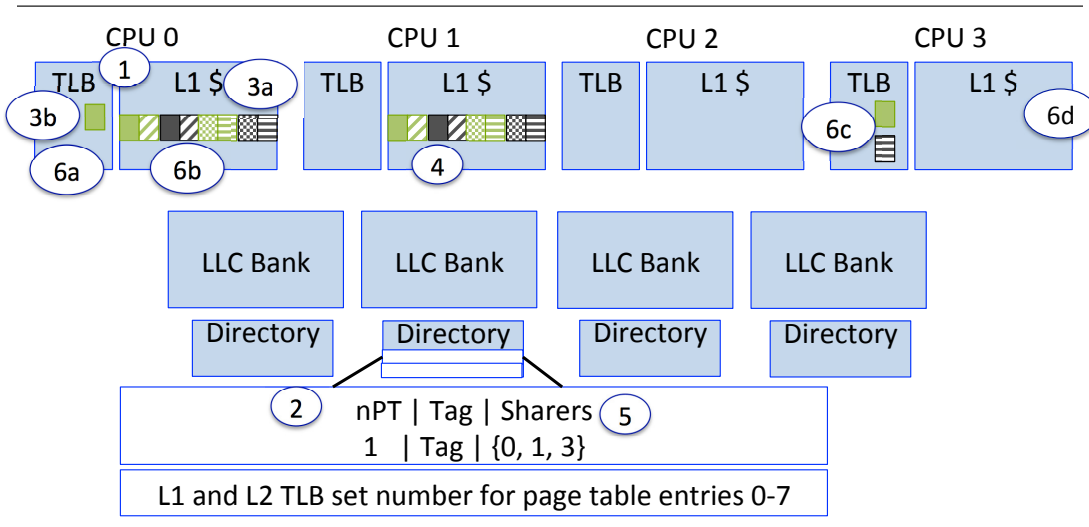 CPU 0 CPU 1 CPU 2 CPU 3
TLB 1 L1 $ 3a TLB L1 $ TLB L1 $ TLB L1 $
3b 6c 6d
6a 6b 4
LLC Bank LLC Bank LLC Bank LLC Bank
Directory Directory Directory Directory
2 nPT | Tag | Sharers 5
1 | Tag | {0, 1, 3}
L1 and L2 TLB set number for page table entries 0-7